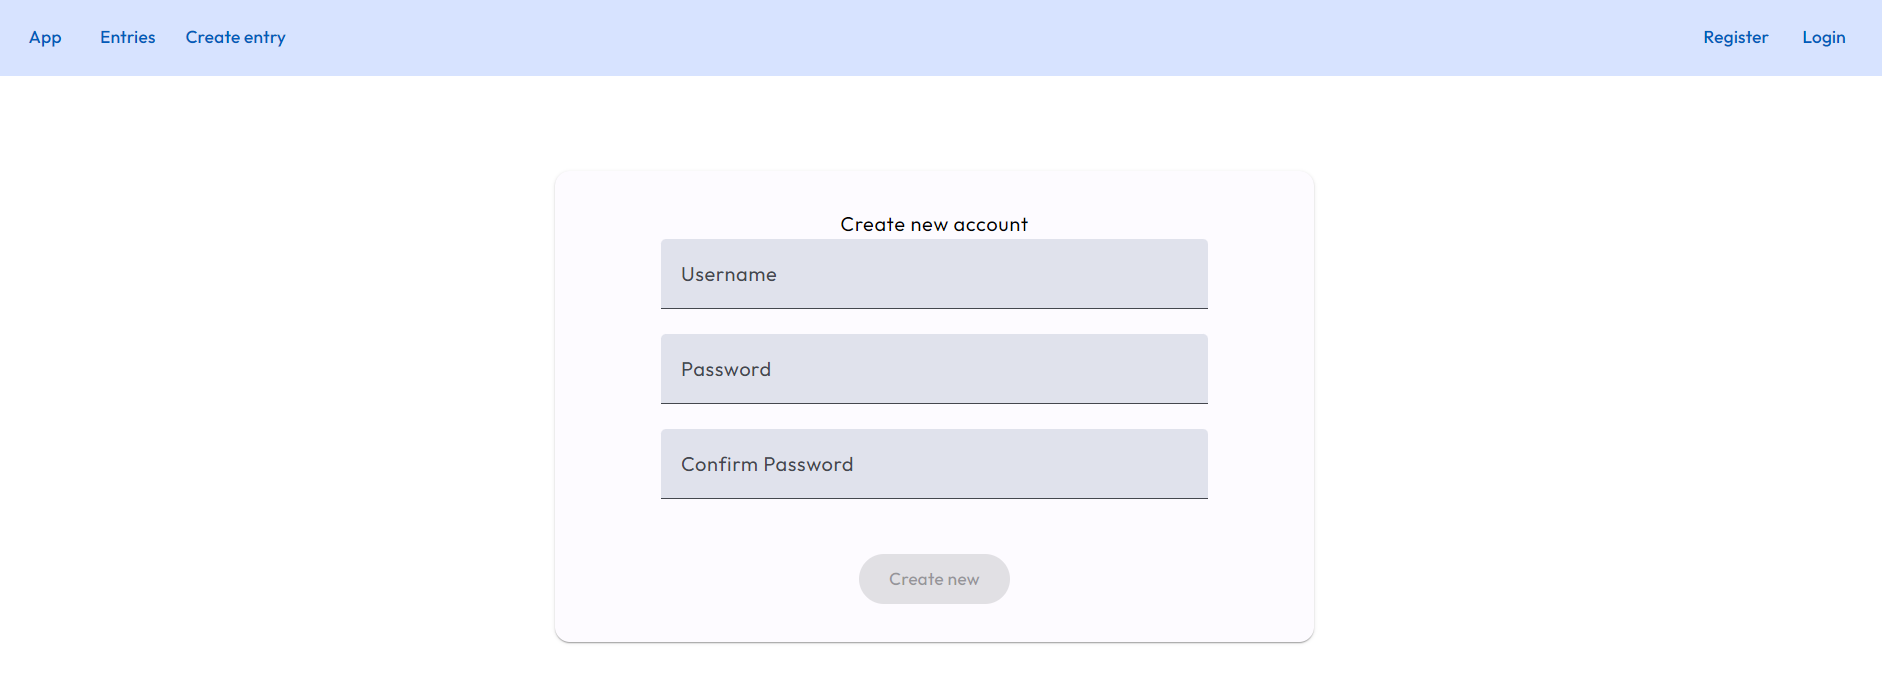 App Entries Create entry Register Login
Create new account
Username
Password
Confirm Password
Create new